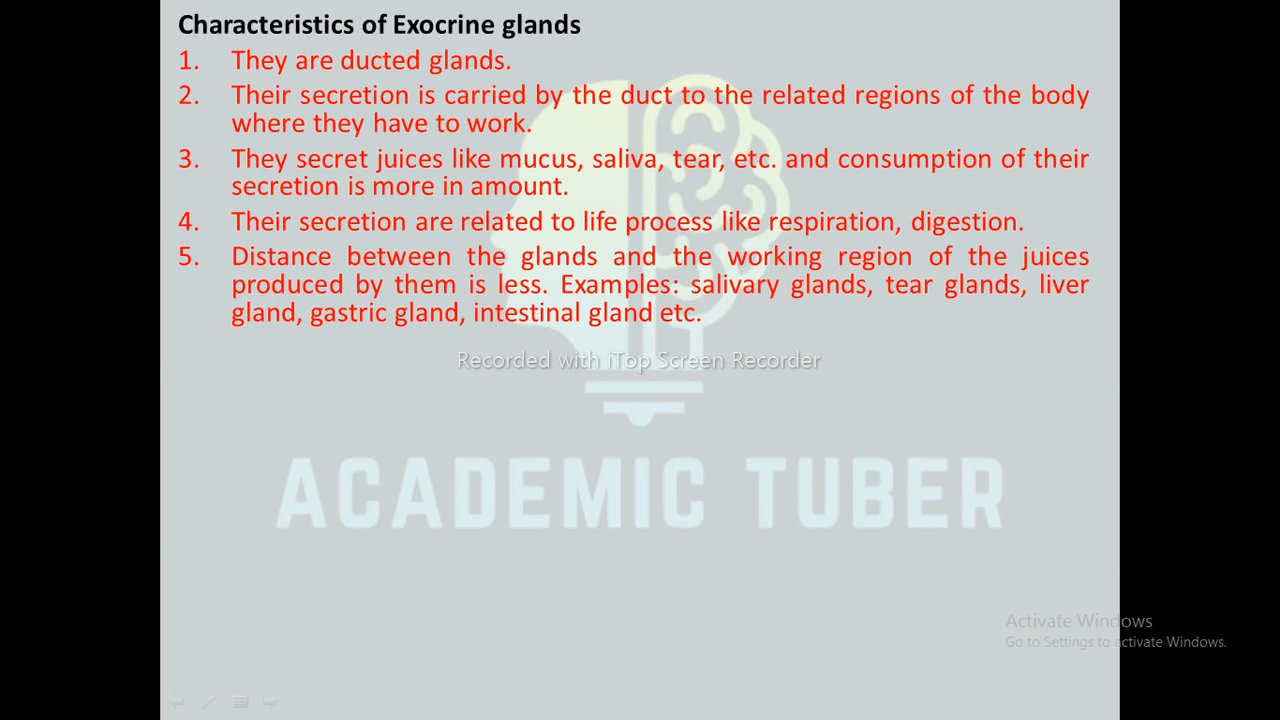 Characteristics of Exocrine glands
1. They are ducted glands.
2. Their secretion is carried by the duct to the related regions of the body
where they have to work.
3. They secret juices like mucus, saliva, tear, etc. and consumption of their
secretion is more in amount.
4. Their secretion are related to life process like respiration, digestion.
5. Distance between the glands and the working region of the juices
produced by them is less. Examples: salivary glands, tear glands, liver
gland, gastric gland, intestinal gland etc.
Recorded with iTop Screen Recorder
ACADEMIC TUBER
Activate Windows
Go to Settings to activate Windows.